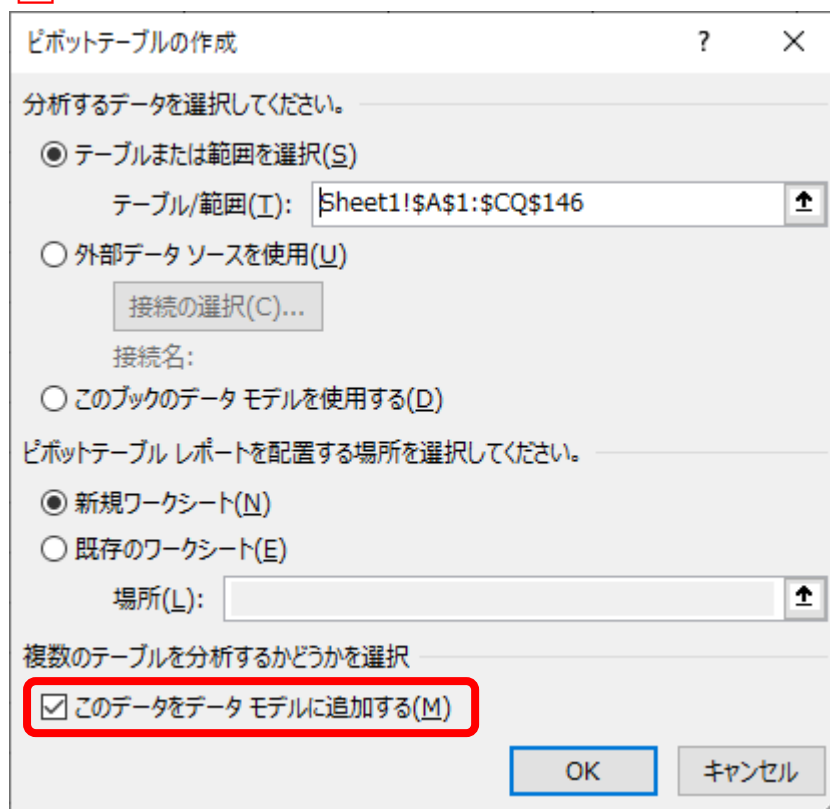 ピボットテーブルの作成 ? ×
分析するデータを選択してください。
テーブルまたは範囲を選択(S)
テーブル/範囲(T): Sheet1!$A$1:$CQ$146
外部データ ソースを使用(U)
接続の選択(C)...
接続名:
このブックのデータ モデルを使用する(D)
ピボットテーブル レポートを配置する場所を選択してください。
新規ワークシート(N)
既存のワークシート(E)
場所(L):
複数のテーブルを分析するかどうかを選択
このデータをデータ モデルに追加する(M)
OK キャンセル